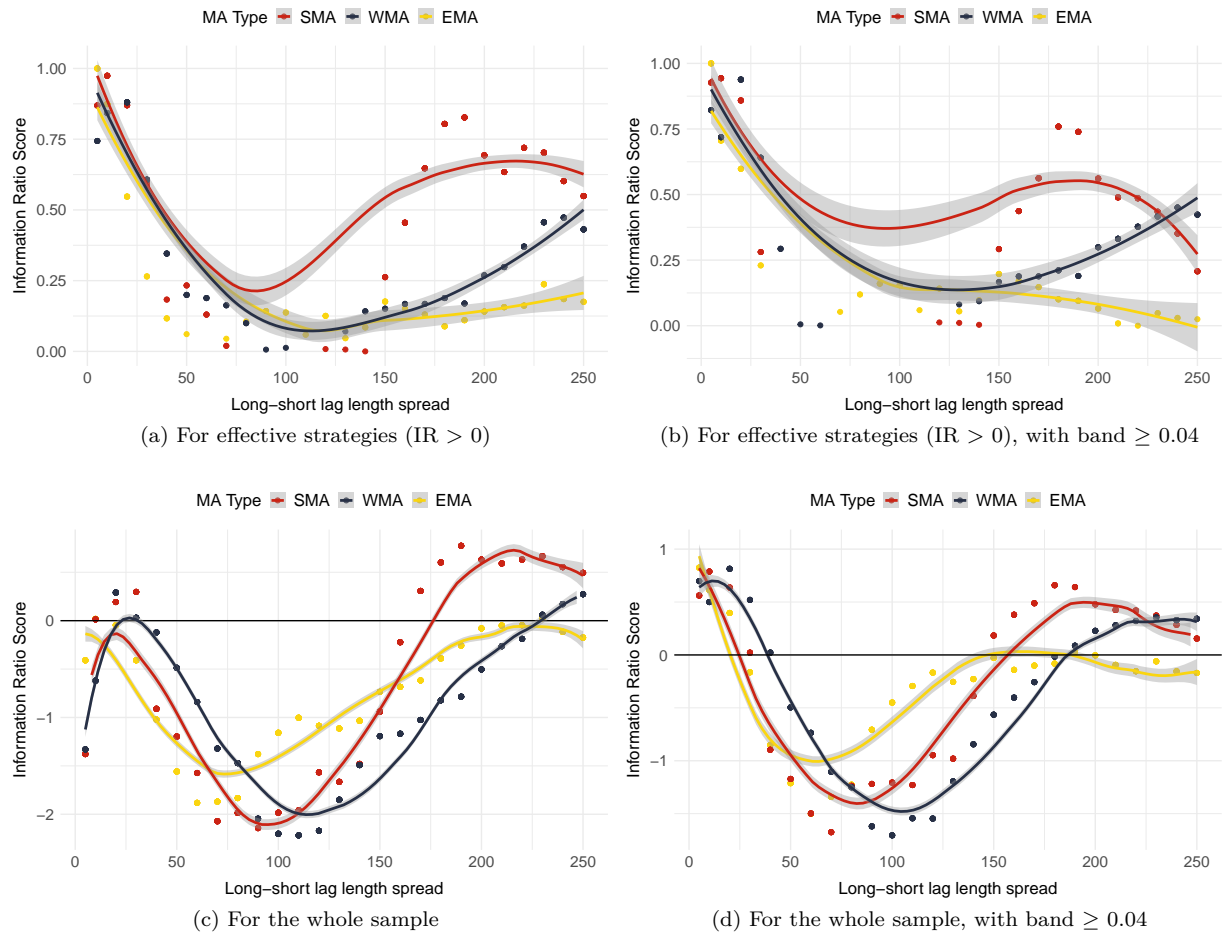 MA Type SMA WMA EMA
Information Ratio Score
1.00
0.75
0.50
0.25
0.00
0 50 100 150 200 250
Long−short lag length spread
(a) For effective strategies (IR > 0)
MA Type SMA WMA EMA
Information Ratio Score
1.00
0.75
0.50
0.25
0.00
0 50 100 150 200 250
Long−short lag length spread
(b) For effective strategies (IR > 0), with band ≥ 0.04
MA Type SMA WMA EMA
Information Ratio Score
0
−1
−2
0 50 100 150 200 250
Long−short lag length spread
(c) For the whole sample
MA Type SMA WMA EMA
Information Ratio Score
1
0
−1
0 50 100 150 200 250
Long−short lag length spread
(d) For the whole sample, with band ≥ 0.04